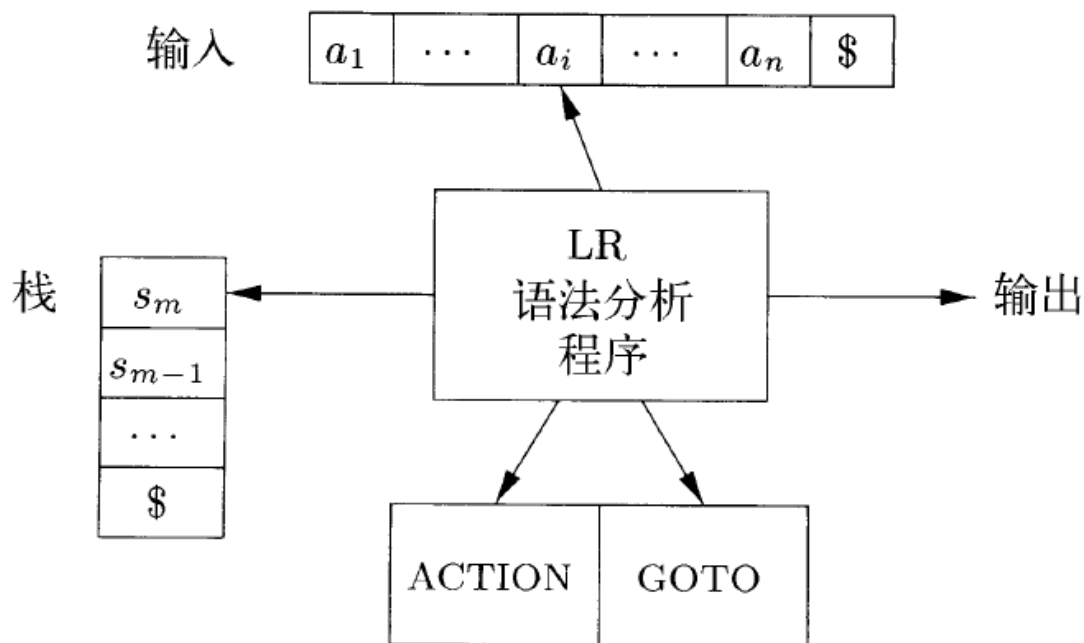 输入 a₁ ··· aᵢ ··· aₙ $
LR
语法分析
程序
栈
sₘ
sₘ₋₁
···
$
输出
ACTION GOTO